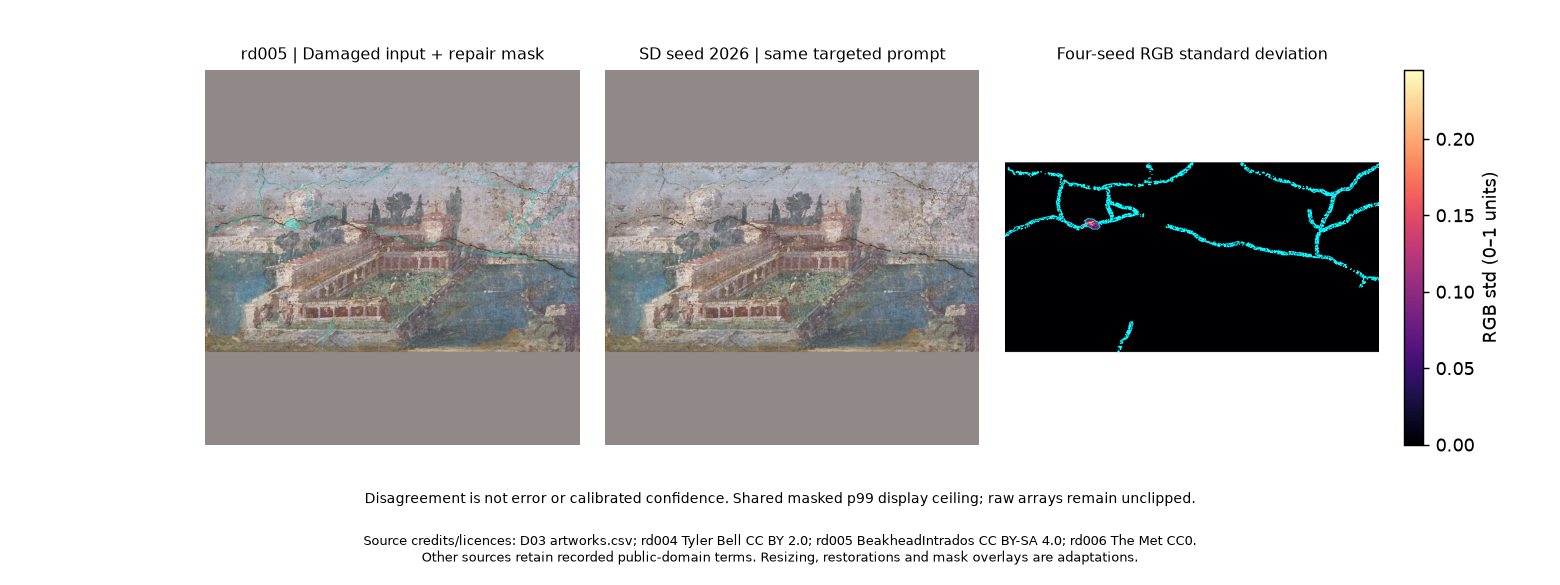 rd005 | Damaged input + repair mask
SD seed 2026 | same targeted prompt
Four-seed RGB standard deviation
0.20
0.15
0.10
0.05
0.00
RGB std (0–1 units)
Disagreement is not error or calibrated confidence. Shared masked p99 display ceiling; raw arrays remain unclipped.
Source credits/licences: D03 artworks.csv; rd004 Tyler Bell CC BY 2.0; rd005 BeakheadIntrados CC BY-SA 4.0; rd006 The Met CC0.
Other sources retain recorded public-domain terms. Resizing, restorations and mask overlays are adaptations.